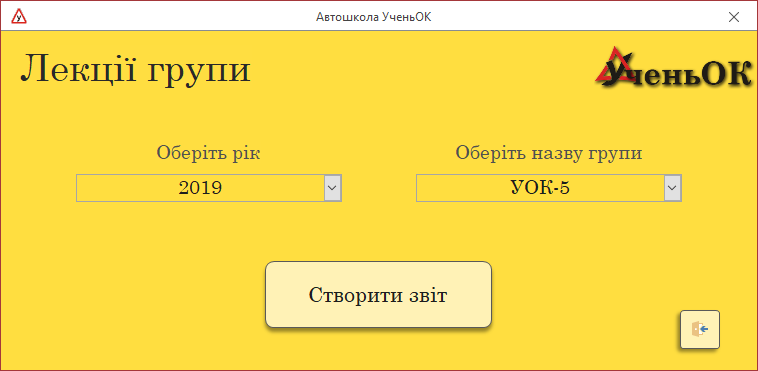 Автошкола УченьОК
Лекції групи
УченьОК
Оберіть рік
Оберіть назву групи
2019
УОК-5
Створити звіт